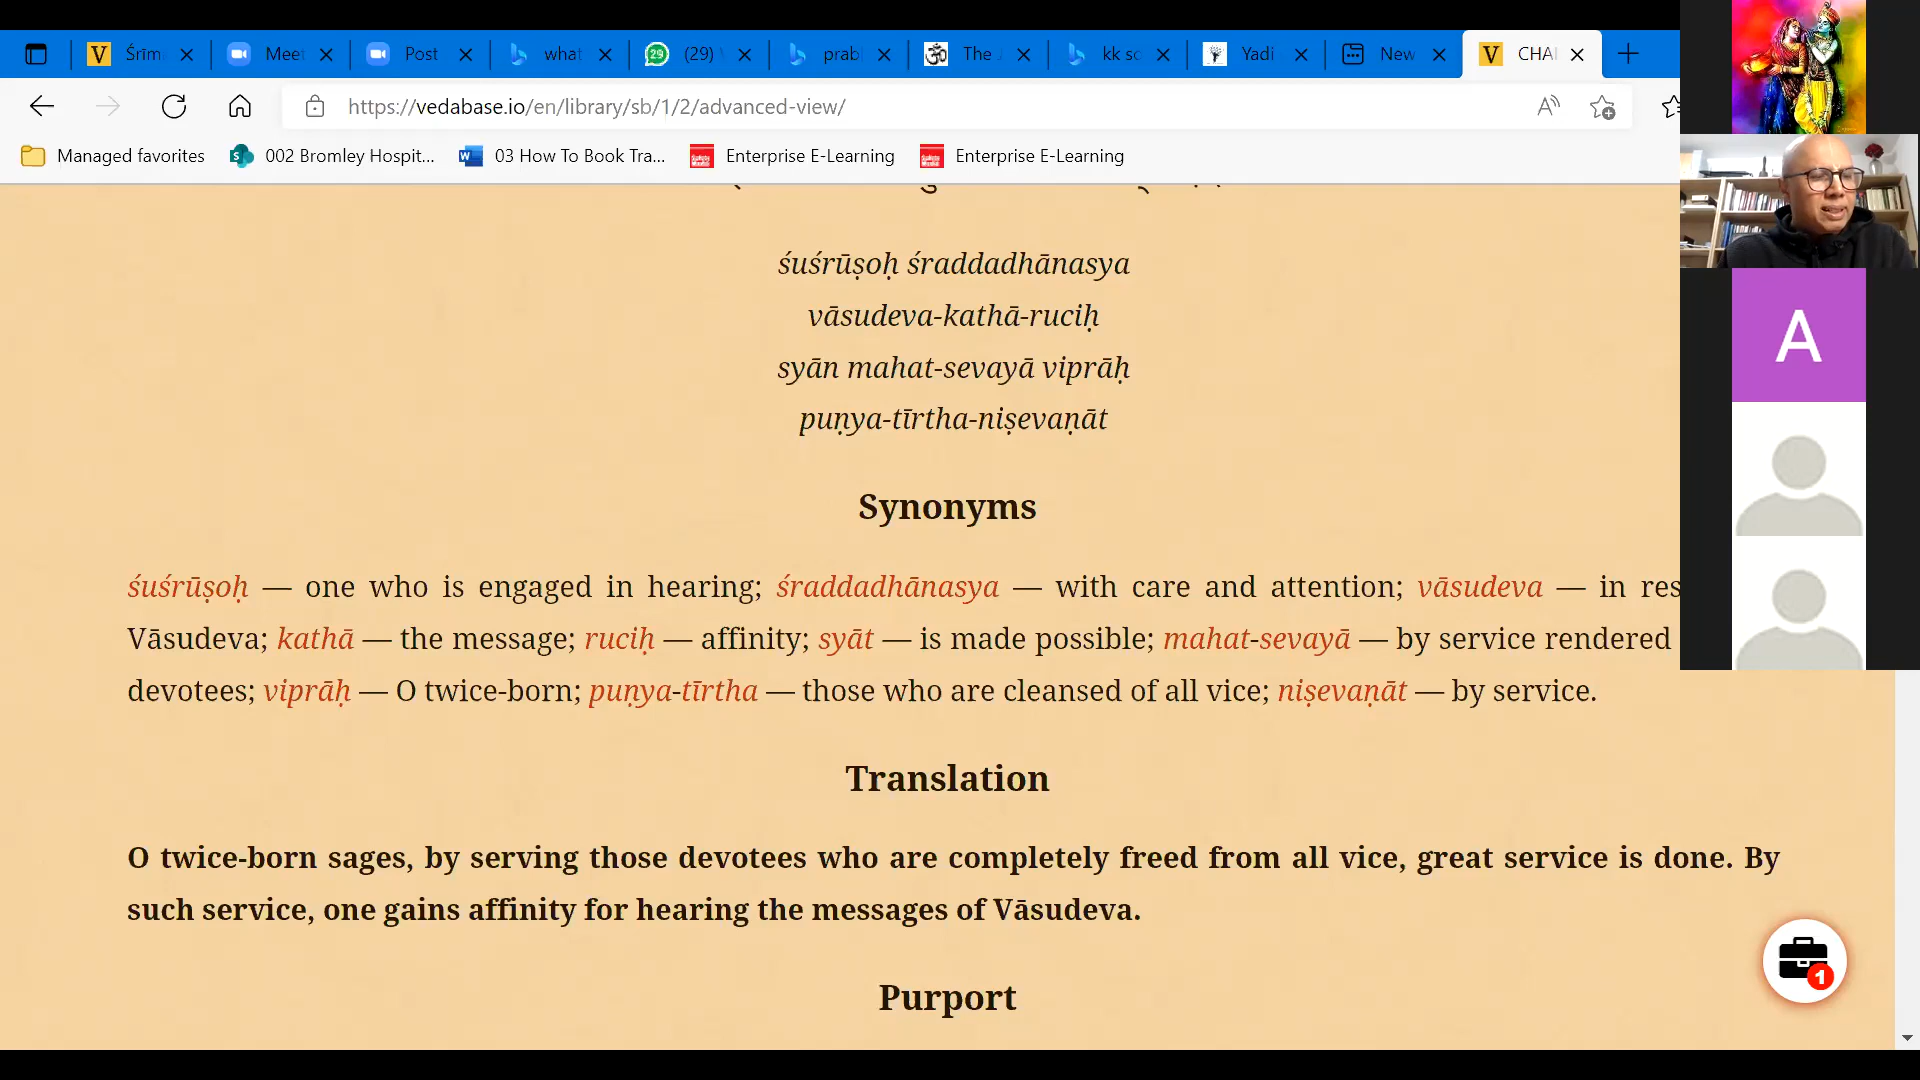 Śrīm
Meet
Post
what
(29)
prab
The
kk sc
Yadi
New
CHAI
https://vedabase.io/en/library/sb/1/2/advanced-view/
Managed favorites
002 Bromley Hospit...
03 How To Book Tra...
Enterprise E-Learning
Enterprise E-Learning
śuśrūṣoḥ śraddadhānasya
vāsudeva-kathā-ruciḥ
syān mahat-sevayā viprāḥ
puṇya-tīrtha-niṣevaṇāt
Synonyms
śuśrūṣoḥ — one who is engaged in hearing; śraddadhānasya — with care and attention; vāsudeva — in res
Vāsudeva; kathā — the message; ruciḥ — affinity; syāt — is made possible; mahat-sevayā — by service rendered
devotees; viprāḥ — O twice-born; puṇya-tīrtha — those who are cleansed of all vice; niṣevaṇāt — by service.
Translation
O twice-born sages, by serving those devotees who are completely freed from all vice, great service is done. By
such service, one gains affinity for hearing the messages of Vāsudeva.
Purport
A
1